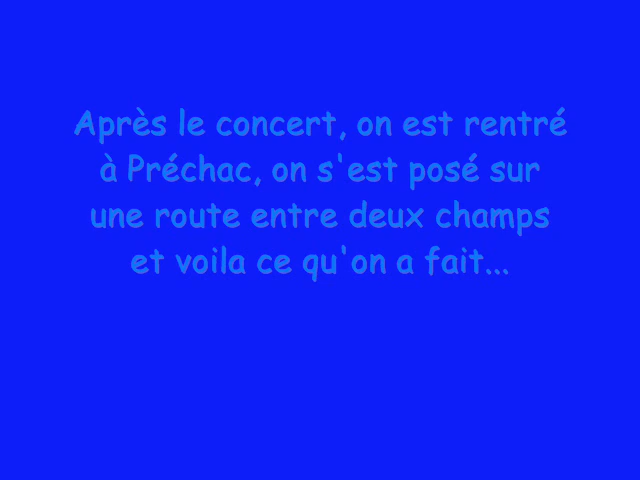 Après le concert, on est rentré
à Préchac, on s'est posé sur
une route entre deux champs
et voila ce qu'on a fait...